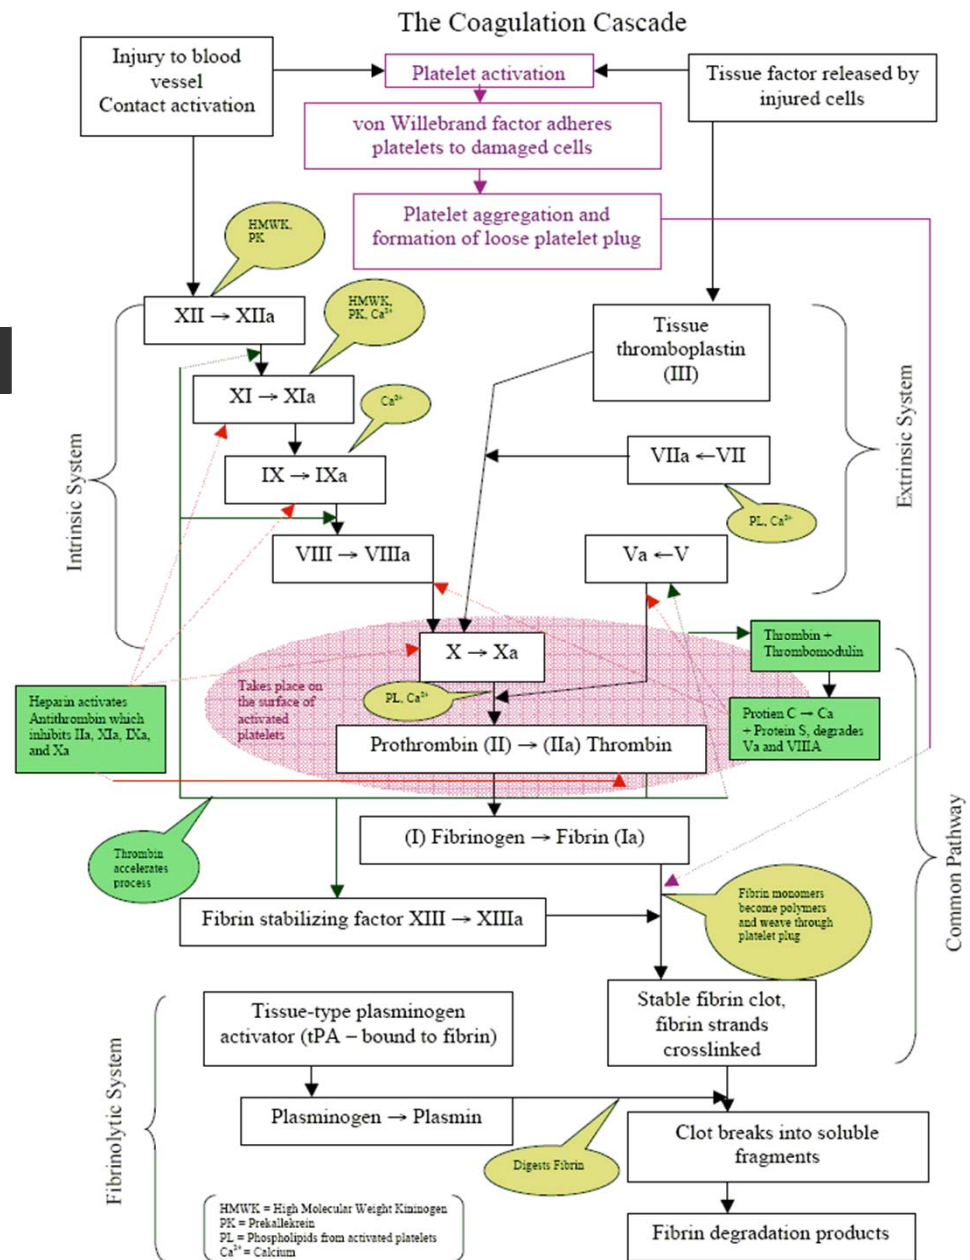 The Coagulation Cascade
Injury to blood
vessel
Contact activation
Platelet activation
Tissue factor released by
injured cells
von Willebrand factor adheres
platelets to damaged cells
Platelet aggregation and
formation of loose platelet plug
HMWK,
PK
XII → XIIa
HMWK,
PK, Ca²⁺
Tissue
thromboplastin
(III)
XI → XIa
Ca²⁺
IX → IXa
VIIa ←VII
PL, Ca²⁺
Intrinsic System
Extrinsic System
VIII → VIIIa
Va ←V
X → Xa
Thrombin +
Thrombomodulin
Takes place on
the surface of
activated
platelets
PL, Ca²⁺
Heparin activates
Antithrombin which
inhibits IIa, XIa, IXa,
and Xa
Protien C → Ca
+ Protein S, degrades
Va and VIIIA
Prothrombin (II) → (IIa) Thrombin
(I) Fibrinogen → Fibrin (Ia)
Thrombin
accelerates
process
Fibrin stabilizing factor XIII → XIIIa
Fibrin monomers
become polymers
and weave through
platelet plug
Common Pathway
Stable fibrin clot,
fibrin strands
crosslinked
Tissue-type plasminogen
activator (tPA – bound to fibrin)
Fibrinolytic System
Plasminogen → Plasmin
Digests Fibrin
Clot breaks into soluble
fragments
Fibrin degradation products
HMWK = High Molecular Weight Kininogen
PK = Prekallekrein
PL = Phospholipids from activated platelets
Ca²⁺ = Calcium